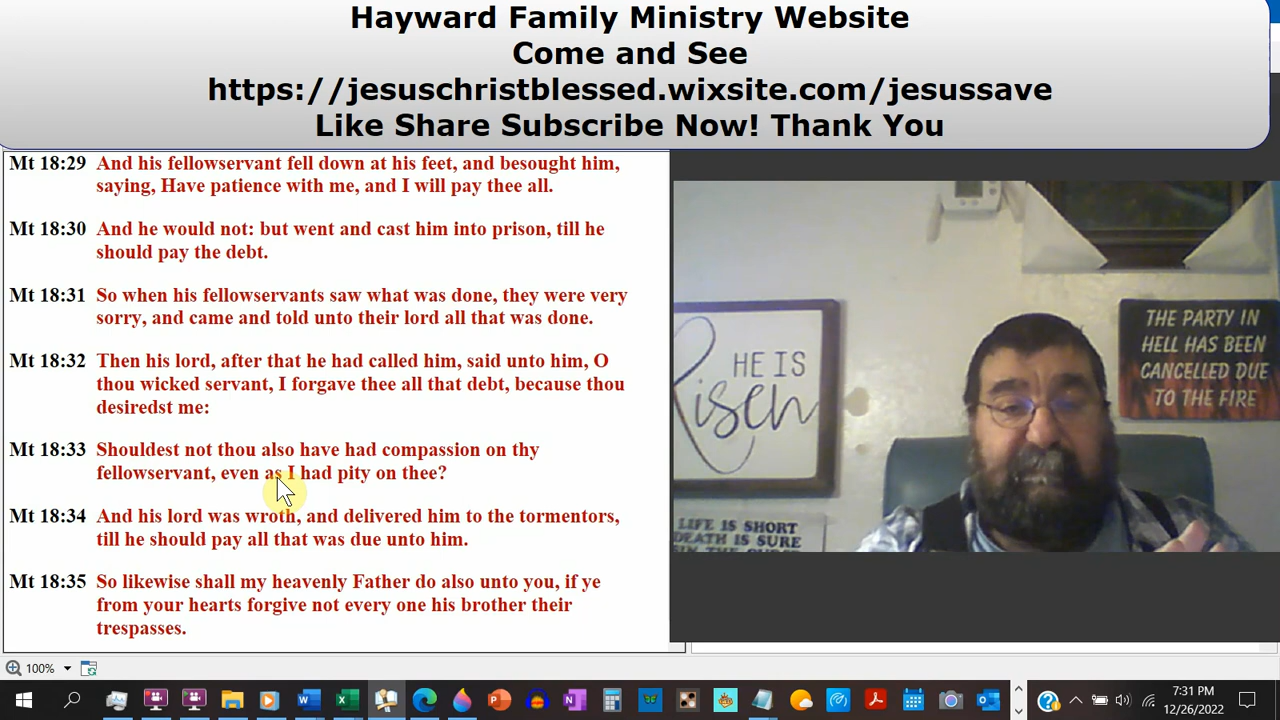 Hayward Family Ministry Website
Come and See
https://jesuschristblessed.wixsite.com/jesussave
Like Share Subscribe Now! Thank You
Mt 18:29 And his fellowservant fell down at his feet, and besought him,
saying, Have patience with me, and I will pay thee all.
Mt 18:30 And he would not: but went and cast him into prison, till he
should pay the debt.
Mt 18:31 So when his fellowservants saw what was done, they were very
sorry, and came and told unto their lord all that was done.
Mt 18:32 Then his lord, after that he had called him, said unto him, O
thou wicked servant, I forgave thee all that debt, because thou
desiredst me:
Mt 18:33 Shouldest not thou also have had compassion on thy
fellowservant, even as I had pity on thee?
Mt 18:34 And his lord was wroth, and delivered him to the tormentors,
till he should pay all that was due unto him.
Mt 18:35 So likewise shall my heavenly Father do also unto you, if ye
from your hearts forgive not every one his brother their
trespasses.
HE IS
Risen
THE PARTY IN
HELL HAS BEEN
CANCELLED DUE
TO THE FIRE
LIFE IS SHORT
DEATH IS SURE
100%
7:31 PM
12/26/2022